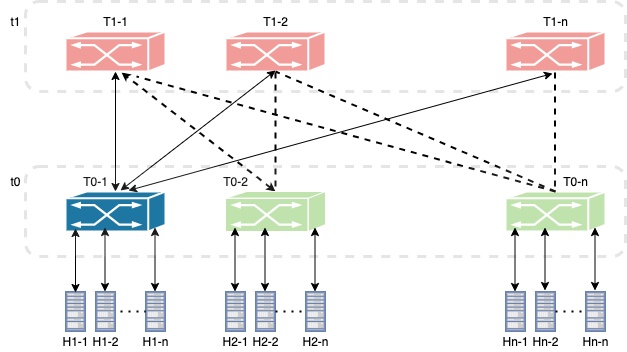 t1
T1-1
T1-2
T1-n
t0
T0-1
T0-2
T0-n
H1-1
H1-2
H1-n
H2-1
H2-2
H2-n
Hn-1
Hn-2
Hn-n